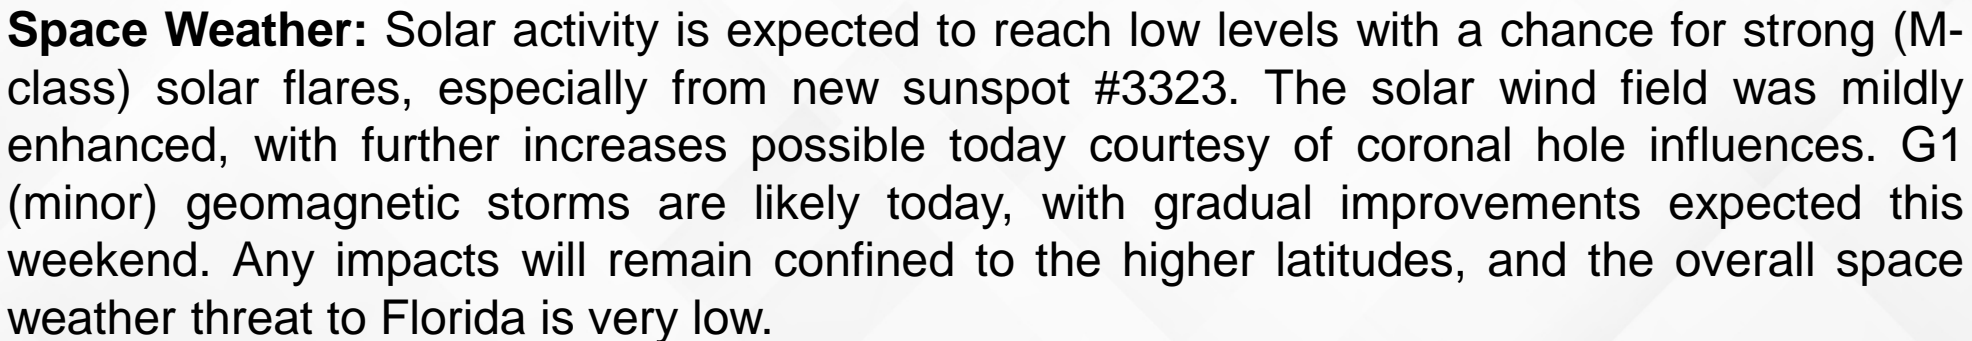 Space Weather: Solar activity is expected to reach low levels with a chance for strong (M-
class) solar flares, especially from new sunspot #3323. The solar wind field was mildly
enhanced, with further increases possible today courtesy of coronal hole influences. G1
(minor) geomagnetic storms are likely today, with gradual improvements expected this
weekend. Any impacts will remain confined to the higher latitudes, and the overall space
weather threat to Florida is very low.